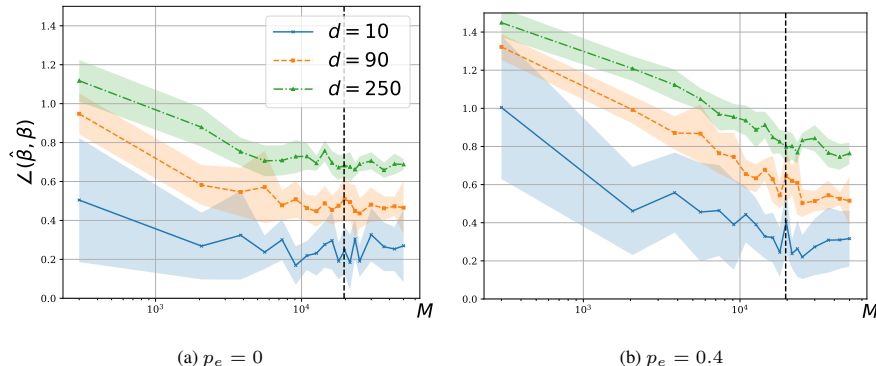 1.4
1.2
1.0
0.8
0.6
0.4
0.2
0.0
∠(β̂, β)
d = 10
d = 90
d = 250
10³
10⁴
M
(a) pₑ = 0
1.4
1.2
1.0
0.8
0.6
0.4
0.2
0.0
10³
10⁴
M
(b) pₑ = 0.4